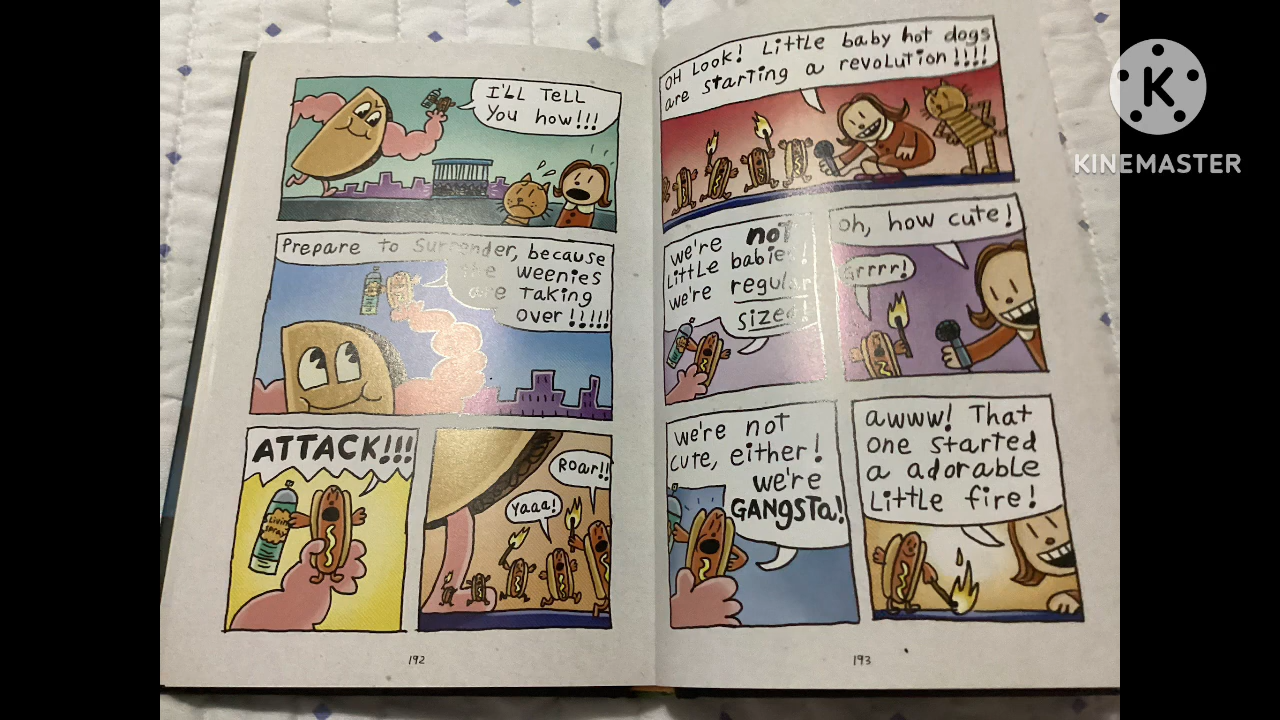 I'LL TELL
You how!!!
Prepare to Surrender, because
the weenies
are taking
over!!!!!
ATTACK!!!
Living
Spray
Roar!!
Yaaa!
192
OH Look! Little baby hot dogs
are starting a revolution!!!!
we're not
Little babies!
we're regular
sized!
oh, how cute!
Grrrr!
we're not
cute, either!
we're
GANGSTA!
awww! That
one started
a adorable
Little fire!
193
K
KINEMASTER